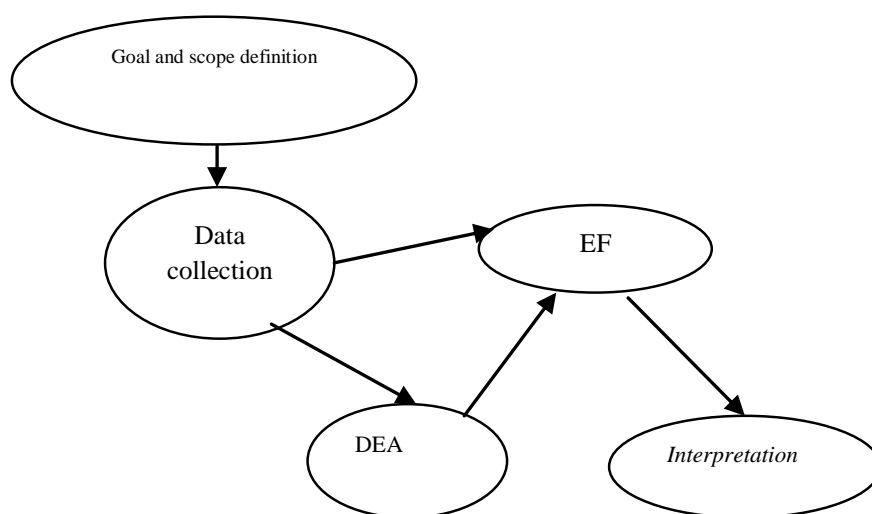 Goal and scope definition
Data
collection
EF
DEA
Interpretation